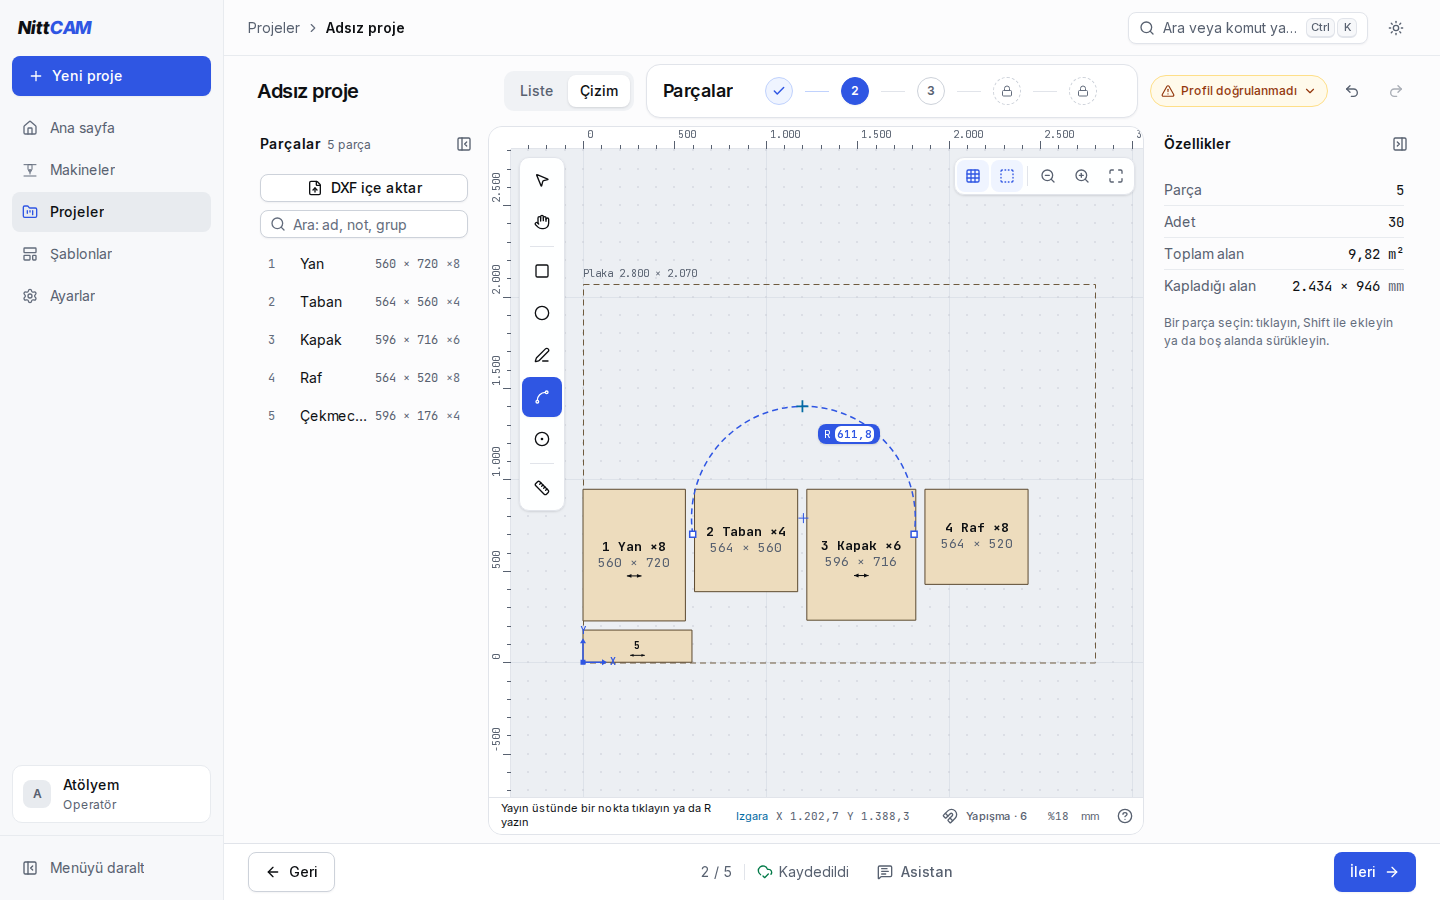 NittCAM
Yeni proje
Ana sayfa
Makineler
Projeler
Şablonlar
Ayarlar
A
Atölyem
Operatör
Menüyü daralt
Projeler
Adsız proje
Ara veya komut ya…
Ctrl
K
Adsız proje
Liste
Çizim
Parçalar
2
3
Profil doğrulanmadı
Parçalar 5 parça
DXF içe aktar
Ara: ad, not, grup
1 Yan 560 × 720 ×8
2 Taban 564 × 560 ×4
3 Kapak 596 × 716 ×6
4 Raf 564 × 520 ×8
5 Çekmec… 596 × 176 ×4
0 500 1.000 1.500 2.000 2.500 3
2.500
2.000
1.500
1.000
500
0
-500
Plaka 2.800 × 2.070
R 611,8
1 Yan ×8
560 × 720
2 Taban ×4
564 × 560
3 Kapak ×6
596 × 716
4 Raf ×8
564 × 520
5
Y
X
Yayın üstünde bir nokta tıklayın ya da R
yazın
Izgara X 1.202,7 Y 1.388,3
Yapışma · 6
%18
mm
Özellikler
Parça 5
Adet 30
Toplam alan 9,82 m²
Kapladığı alan 2.434 × 946 mm
Bir parça seçin: tıklayın, Shift ile ekleyin
ya da boş alanda sürükleyin.
Geri
2 / 5
Kaydedildi
Asistan
İleri